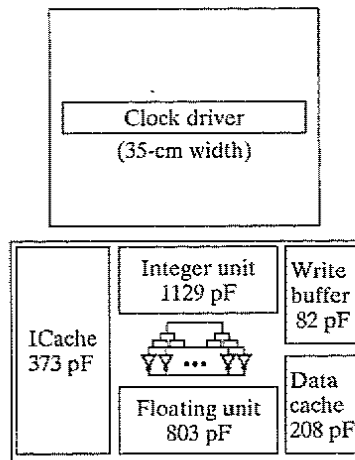 Clock driver
(35-cm width)
Integer unit
1129 pF
Write
buffer
82 pF
ICache
373 pF
•••
Floating unit
803 pF
Data
cache
208 pF